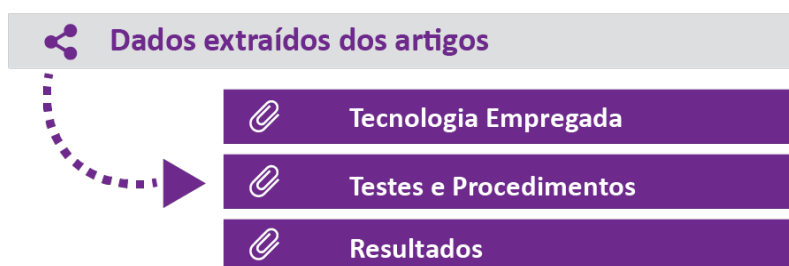 Dados extraídos dos artigos
Tecnologia Empregada
Testes e Procedimentos
Resultados